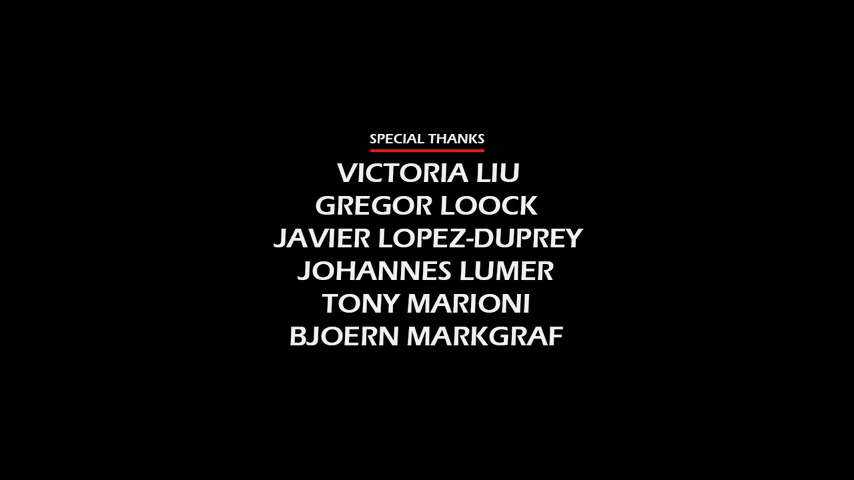 SPECIAL THANKS
VICTORIA LIU
GREGOR LOOCK
JAVIER LOPEZ-DUPREY
JOHANNES LUMER
TONY MARIONI
BJOERN MARKGRAF